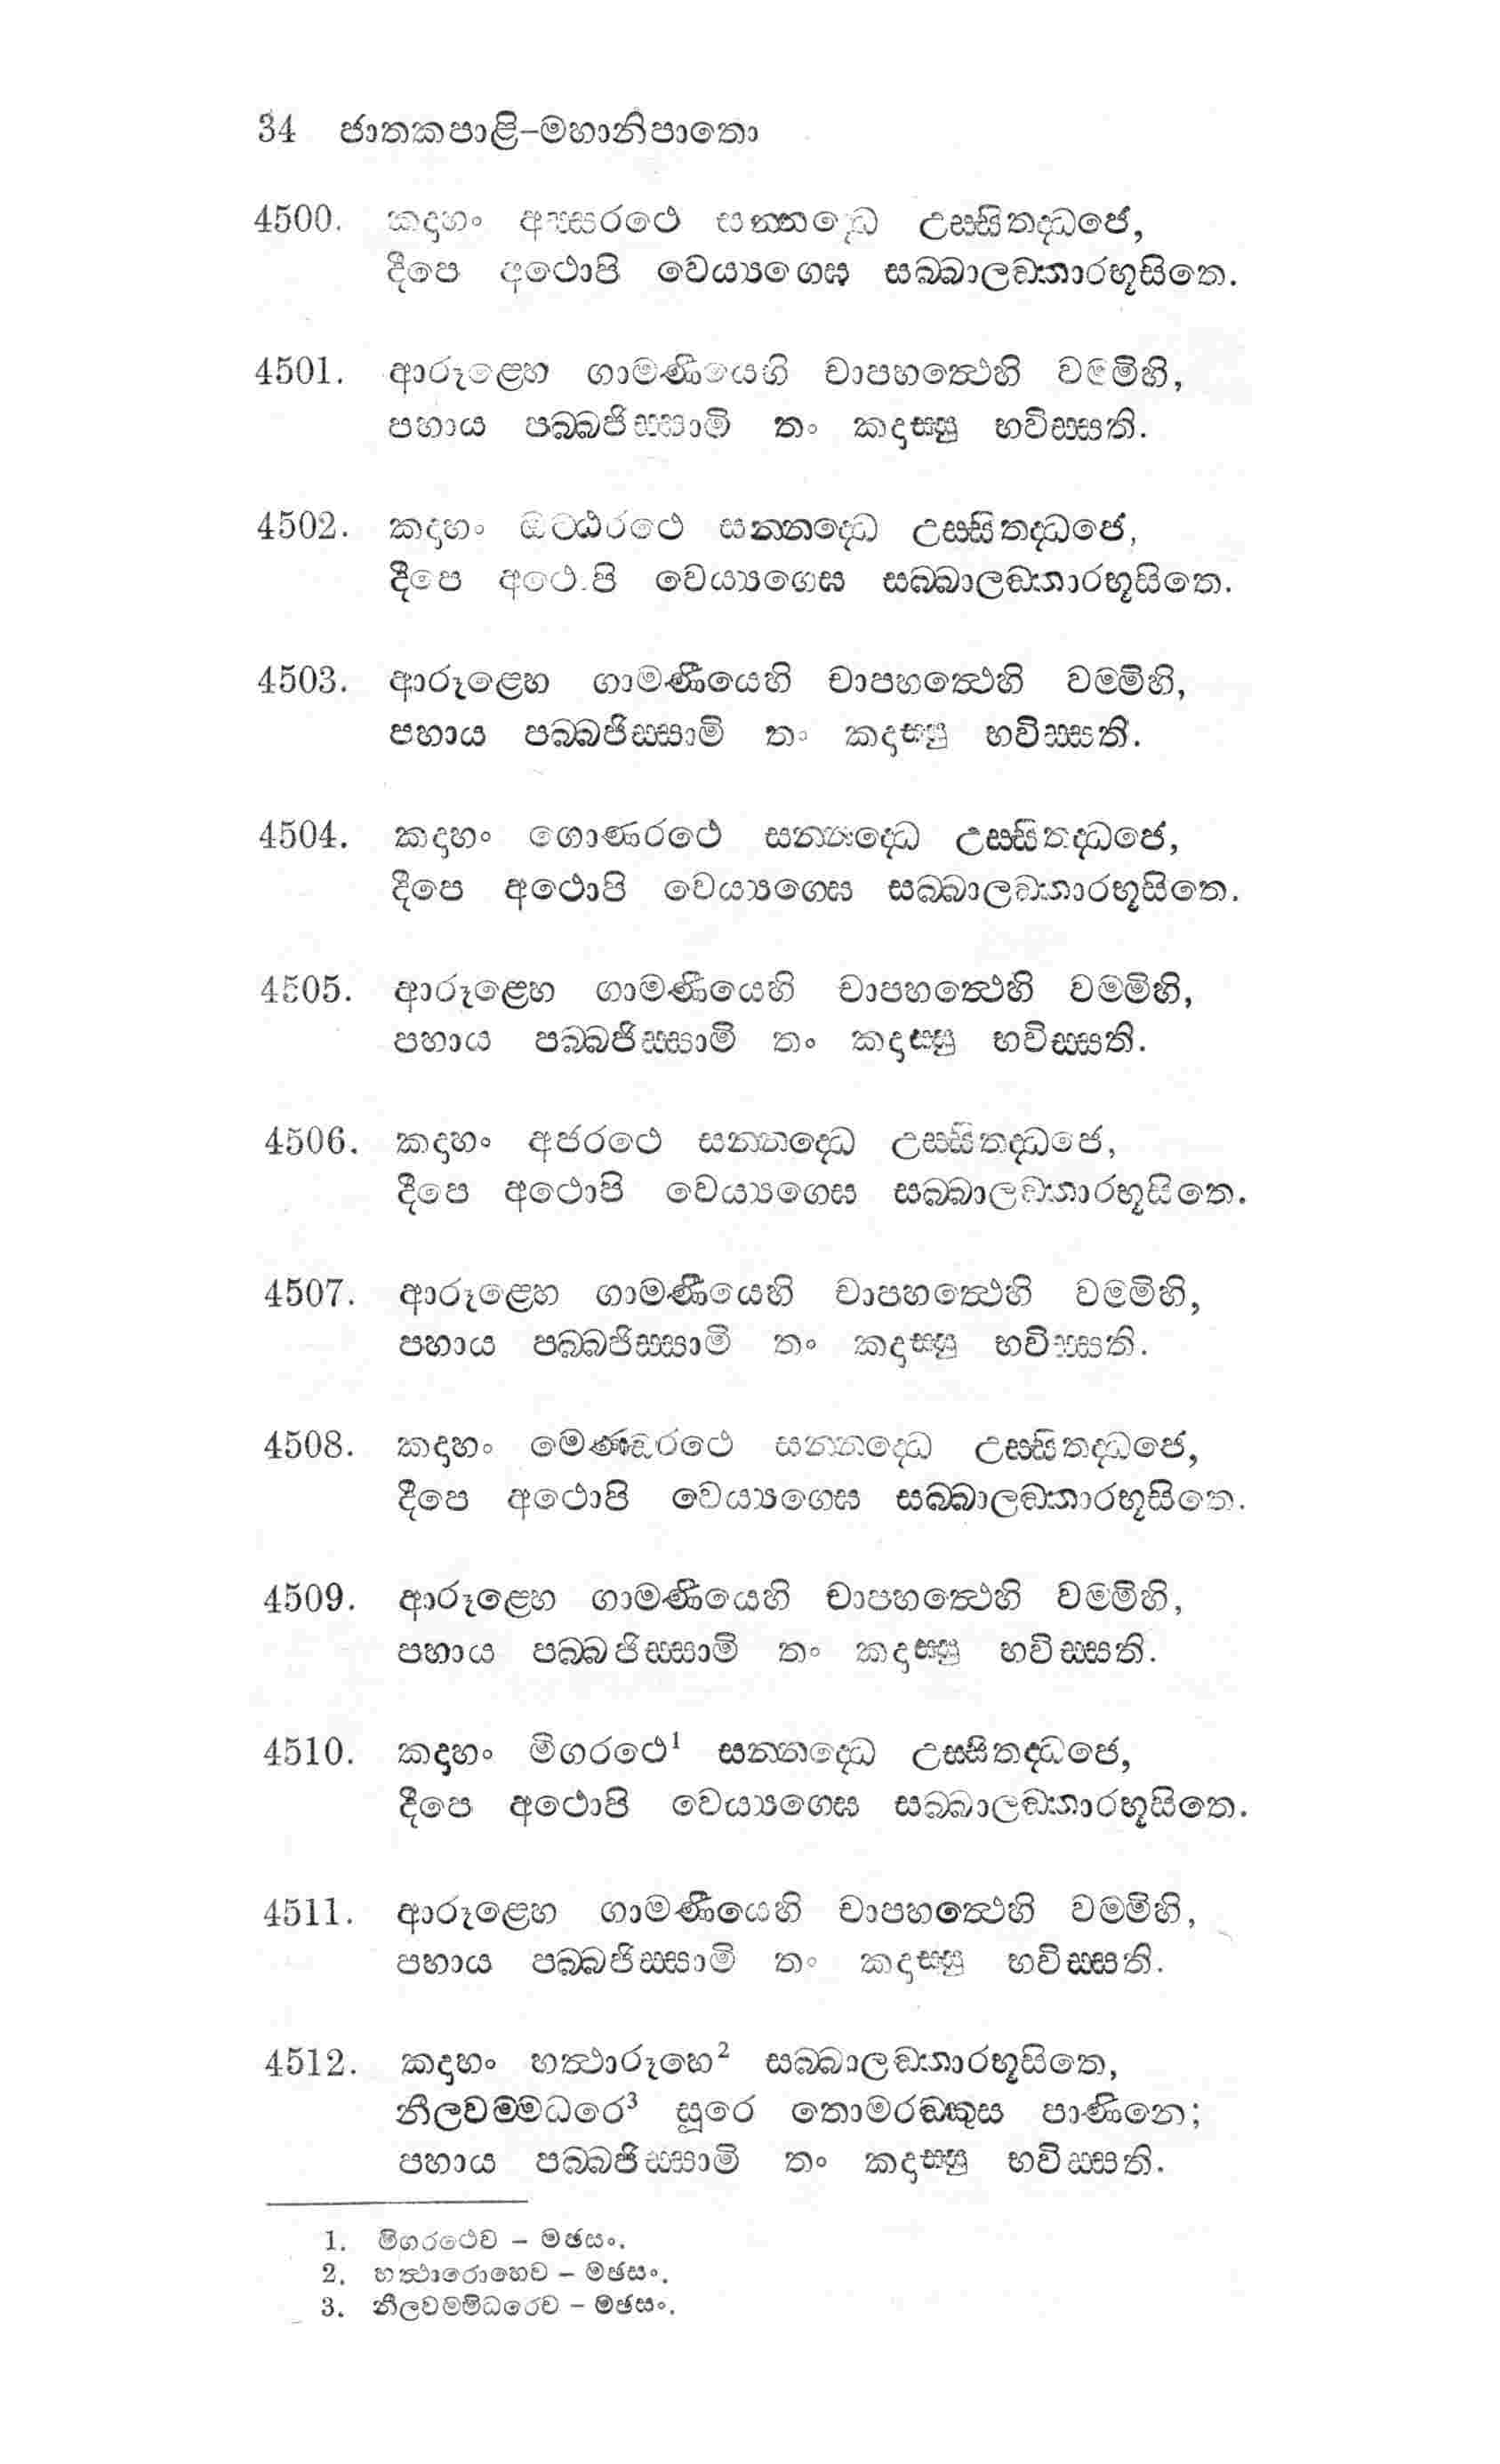 34 ජාතකපාළි–මහානිපාතො
4500. කදාහං අස්සරථෙ සන්නද්ධෙ උස්සිතද්ධජෙ,
දීපෙ අථොපි වෙය්‍යග්ඝෙ සබ්බාලඞ්කාරභූසිතෙ.
4501. ආරූළ්හෙ ගාමණීයෙහි චාපහත්ථෙහි වම්මිහි,
පහාය පබ්බජිස්සාමි තං කදාස්සු භවිස්සති.
4502. කදාහං ඔට්ඨරථෙ සන්නද්ධෙ උස්සිතද්ධජෙ,
දීපෙ අථොපි වෙය්‍යග්ඝෙ සබ්බාලඞ්කාරභූසිතෙ.
4503. ආරූළ්හෙ ගාමණීයෙහි චාපහත්ථෙහි වම්මිහි,
පහාය පබ්බජිස්සාමි තං කදාස්සු භවිස්සති.
4504. කදාහං ගොණරථෙ සන්නද්ධෙ උස්සිතද්ධජෙ,
දීපෙ අථොපි වෙය්‍යග්ඝෙ සබ්බාලඞ්කාරභූසිතෙ.
4505. ආරූළ්හෙ ගාමණීයෙහි චාපහත්ථෙහි වම්මිහි,
පහාය පබ්බජිස්සාමි තං කදාස්සු භවිස්සති.
4506. කදාහං අජරථෙ සන්නද්ධෙ උස්සිතද්ධජෙ,
දීපෙ අථොපි වෙය්‍යග්ඝෙ සබ්බාලඞ්කාරභූසිතෙ.
4507. ආරූළ්හෙ ගාමණීයෙහි චාපහත්ථෙහි වම්මිහි,
පහාය පබ්බජිස්සාමි තං කදාස්සු භවිස්සති.
4508. කදාහං මෙණ්ඩරථෙ සන්නද්ධෙ උස්සිතද්ධජෙ,
දීපෙ අථොපි වෙය්‍යග්ඝෙ සබ්බාලඞ්කාරභූසිතෙ.
4509. ආරූළ්හෙ ගාමණීයෙහි චාපහත්ථෙහි වම්මිහි,
පහාය පබ්බජිස්සාමි තං කදාස්සු භවිස්සති.
4510. කදාහං මිගරථෙ¹ සන්නද්ධෙ උස්සිතද්ධජෙ,
දීපෙ අථොපි වෙය්‍යග්ඝෙ සබ්බාලඞ්කාරභූසිතෙ.
4511. ආරූළ්හෙ ගාමණීයෙහි චාපහත්ථෙහි වම්මිහි,
පහාය පබ්බජිස්සාමි තං කදාස්සු භවිස්සති.
4512. කදාහං හත්ථාරූහෙ² සබ්බාලඞ්කාරභූසිතෙ,
නීලවම්මධරෙ³ සූරෙ තොමරඞ්කුස පාණිනෙ;
පහාය පබ්බජිස්සාමි තං කදාස්සු භවිස්සති.
1. මිගරථෙච – මඡසං.
2. හත්ථාරොහෙච – මඡසං.
3. නීලවම්මිධරෙච – මඡසං.